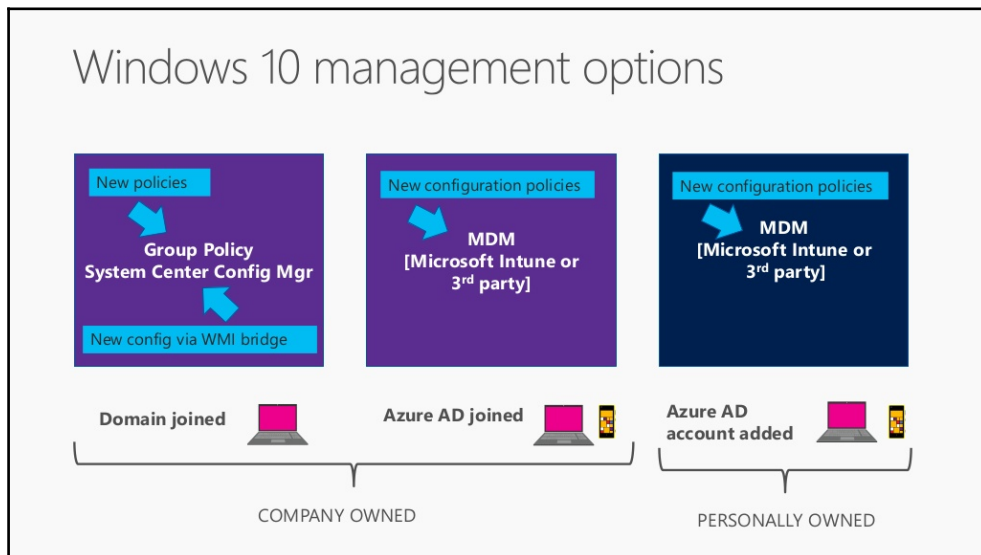 Windows 10 management options
New policies
Group Policy
System Center Config Mgr
New config via WMI bridge
New configuration policies
MDM
[Microsoft Intune or
3rd party]
New configuration policies
MDM
[Microsoft Intune or
3rd party]
Domain joined
Azure AD joined
Azure AD
account added
COMPANY OWNED
PERSONALLY OWNED